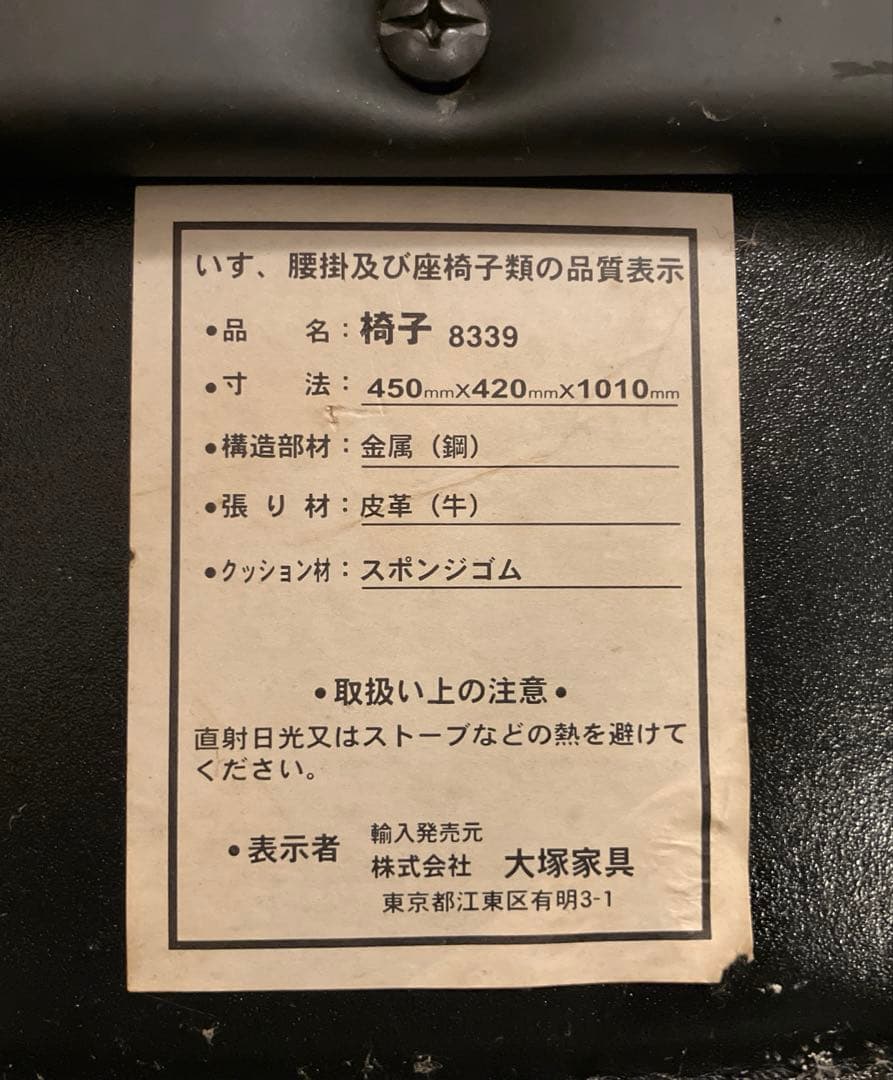 いす、腰掛及び座椅子類の品質表示
●品　　名：椅子 8339
●寸　　法：450mmX420mmX1010mm
●構造部材：金属（鋼）
●張 り 材：皮革（牛）
●クッション材：スポンジゴム
●取扱い上の注意●
直射日光又はストーブなどの熱を避けて
ください。
●表示者 輸入発売元
株式会社　大塚家具
東京都江東区有明3-1